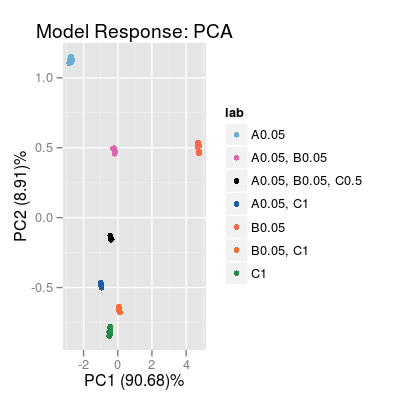 Model Response: PCA
PC2 (8.91)%
1.0
0.5
0.0
-0.5
-2
0
2
4
PC1 (90.68)%
lab
A0.05
A0.05, B0.05
A0.05, B0.05, C0.5
A0.05, C1
B0.05
B0.05, C1
C1